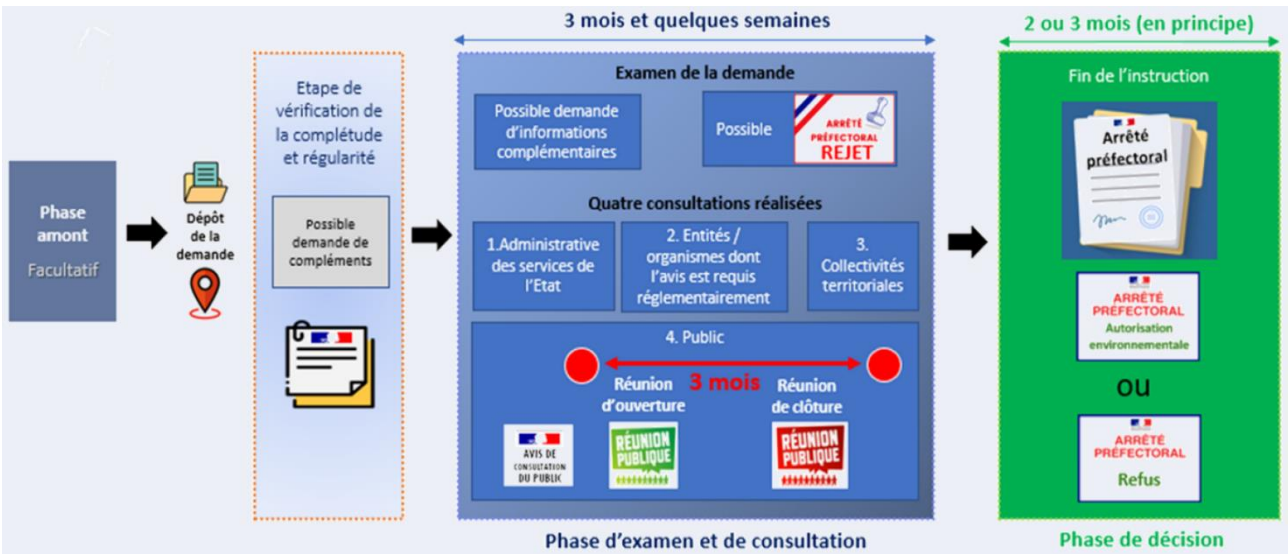 3 mois et quelques semaines
2 ou 3 mois (en principe)
Phase
amont
Facultatif
Dépôt
de la
demande
Etape de
vérification de
la complétude
et régularité
Possible
demande de
compléments
Examen de la demande
Possible demande
d'informations
complémentaires
Possible
ARRÊTÉ
PRÉFECTORAL
REJET
Quatre consultations réalisées
1.Administrative
des services de
l'Etat
2. Entités /
organismes dont
l'avis est requis
réglementairement
3.
Collectivités
territoriales
4. Public
3 mois
Réunion
d'ouverture
Réunion
de clôture
AVIS DE
CONSULTATION
DU PUBLIC
RÉUNION
PUBLIQUE
RÉUNION
PUBLIQUE
Phase d'examen et de consultation
Fin de l'instruction
Arrêté
préfectoral
ARRÊTÉ
PRÉFECTORAL
Autorisation
environnementale
ou
ARRÊTÉ
PRÉFECTORAL
Refus
Phase de décision